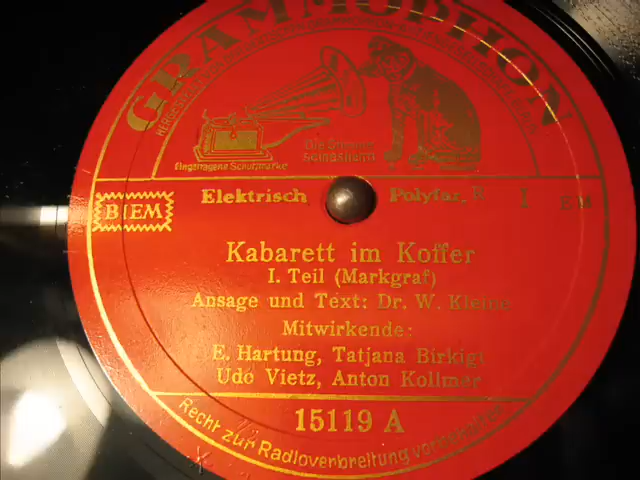 GRAMMOPHON
Die Stimme
seines Herrn
Eingetragene Schutzmarke
BIEM
Elektrisch Polyfar. R I EM
Kabarett im Koffer
I. Teil (Markgraf)
Ansage und Text: Dr. W. Kleine
Mitwirkende:
E. Hartung, Tatjana Birkigt
Udo Vietz, Anton Kollmer
15119 A
Recht zur Radioverbreitung vorbehalten